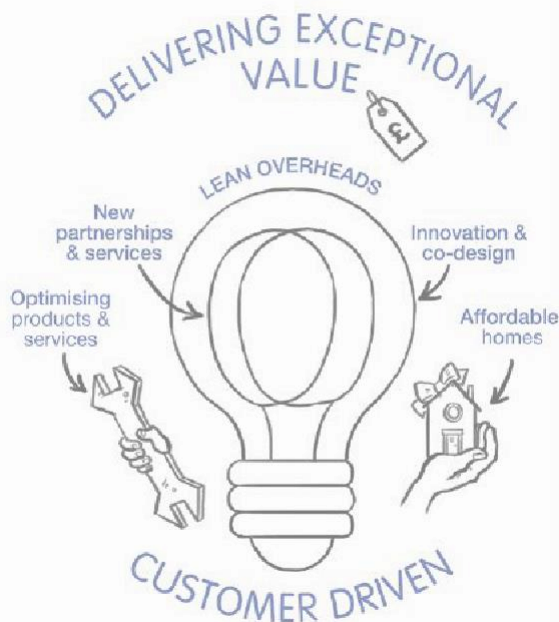 DELIVERING EXCEPTIONAL
VALUE
£
LEAN OVERHEADS
New
partnerships
& services
Innovation &
co-design
Optimising
products &
services
Affordable
homes
CUSTOMER DRIVEN